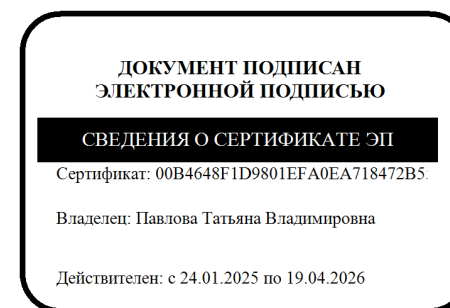 ДОКУМЕНТ ПОДПИСАН
ЭЛЕКТРОННОЙ ПОДПИСЬЮ
СВЕДЕНИЯ О СЕРТИФИКАТЕ ЭП
Сертификат: 00B4648F1D9801EFA0EA718472B5
Владелец: Павлова Татьяна Владимировна
Действителен: с 24.01.2025 по 19.04.2026